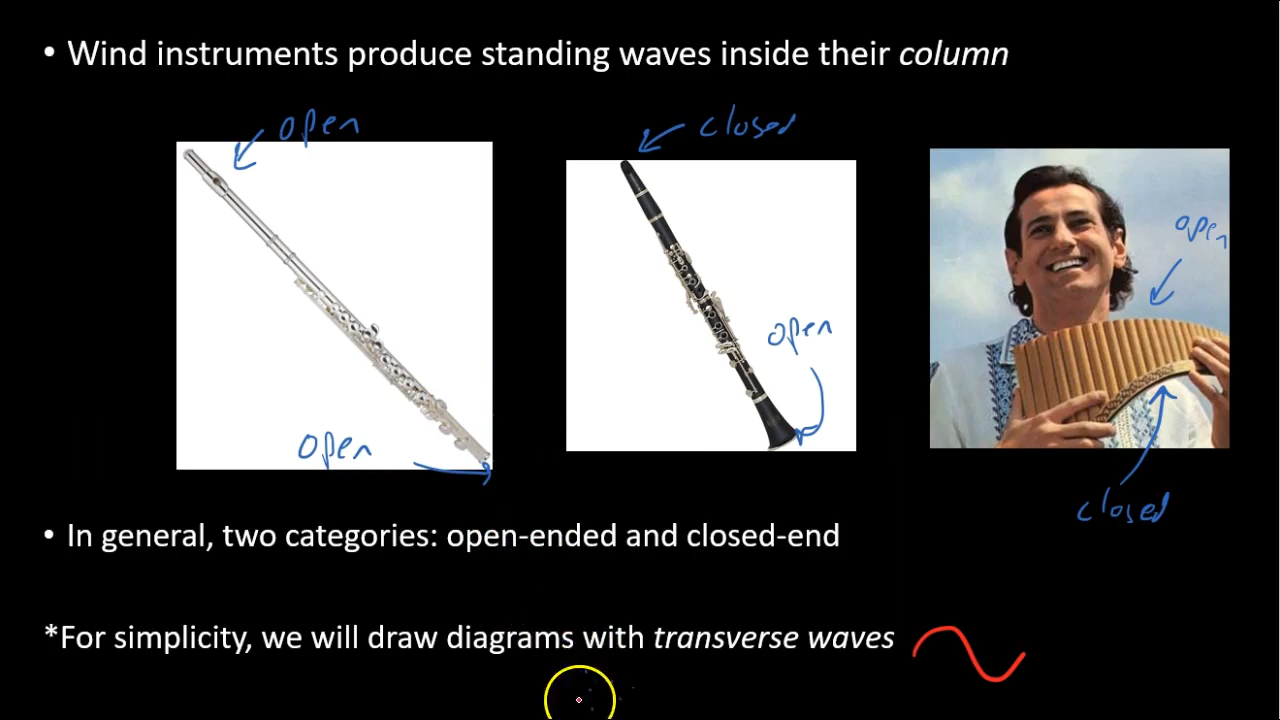 • Wind instruments produce standing waves inside their column
open
closed
open
open
open
closed
• In general, two categories: open-ended and closed-end
*For simplicity, we will draw diagrams with transverse waves